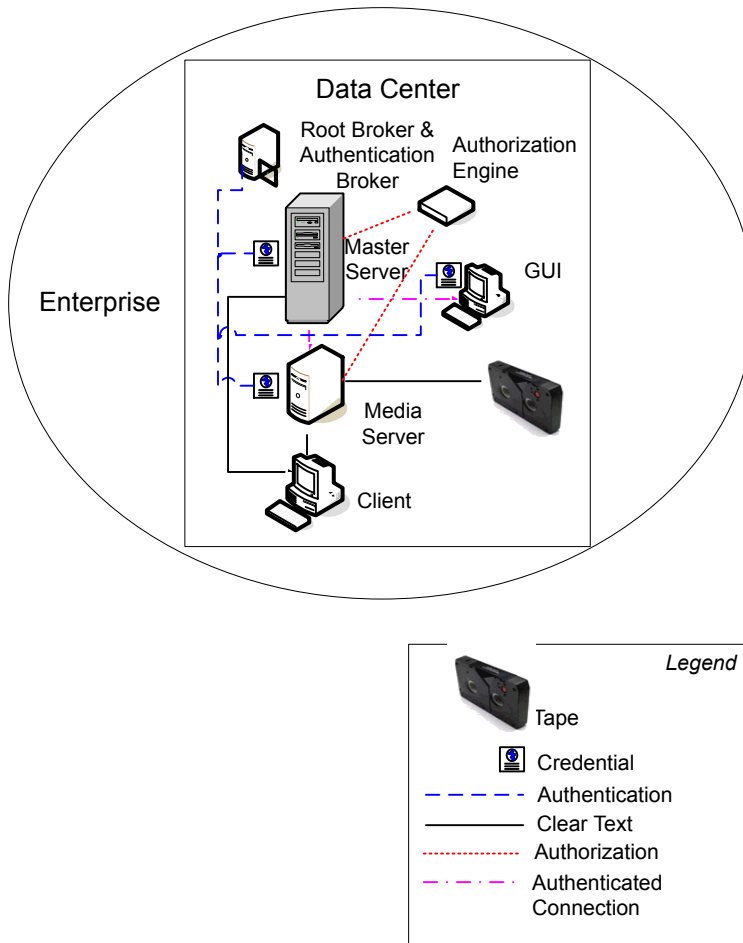 Data Center
Root Broker &
Authentication
Broker
Authorization
Engine
Master
Server
GUI
Enterprise
Media
Server
Client
Legend
Tape
Credential
Authentication
Clear Text
Authorization
Authenticated
Connection